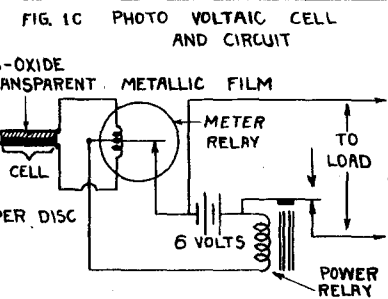 FIG. 1C PHOTO VOLTAIC CELL
AND CIRCUIT
-OXIDE
TRANSPARENT METALLIC FILM
METER
RELAY
TO
LOAD
CELL
PER DISC
6 VOLTS
POWER
RELAY